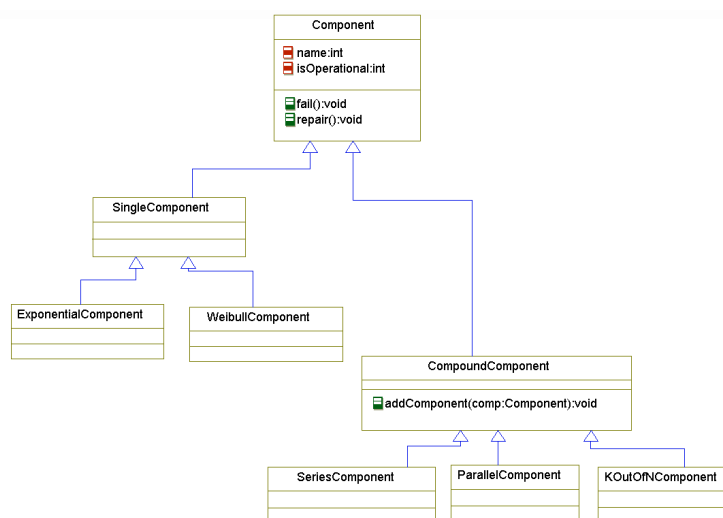 Component
name:int
isOperational:int
fail():void
repair():void
SingleComponent
ExponentialComponent
WeibullComponent
CompoundComponent
addComponent(comp:Component):void
SeriesComponent
ParallelComponent
KOutOfNComponent